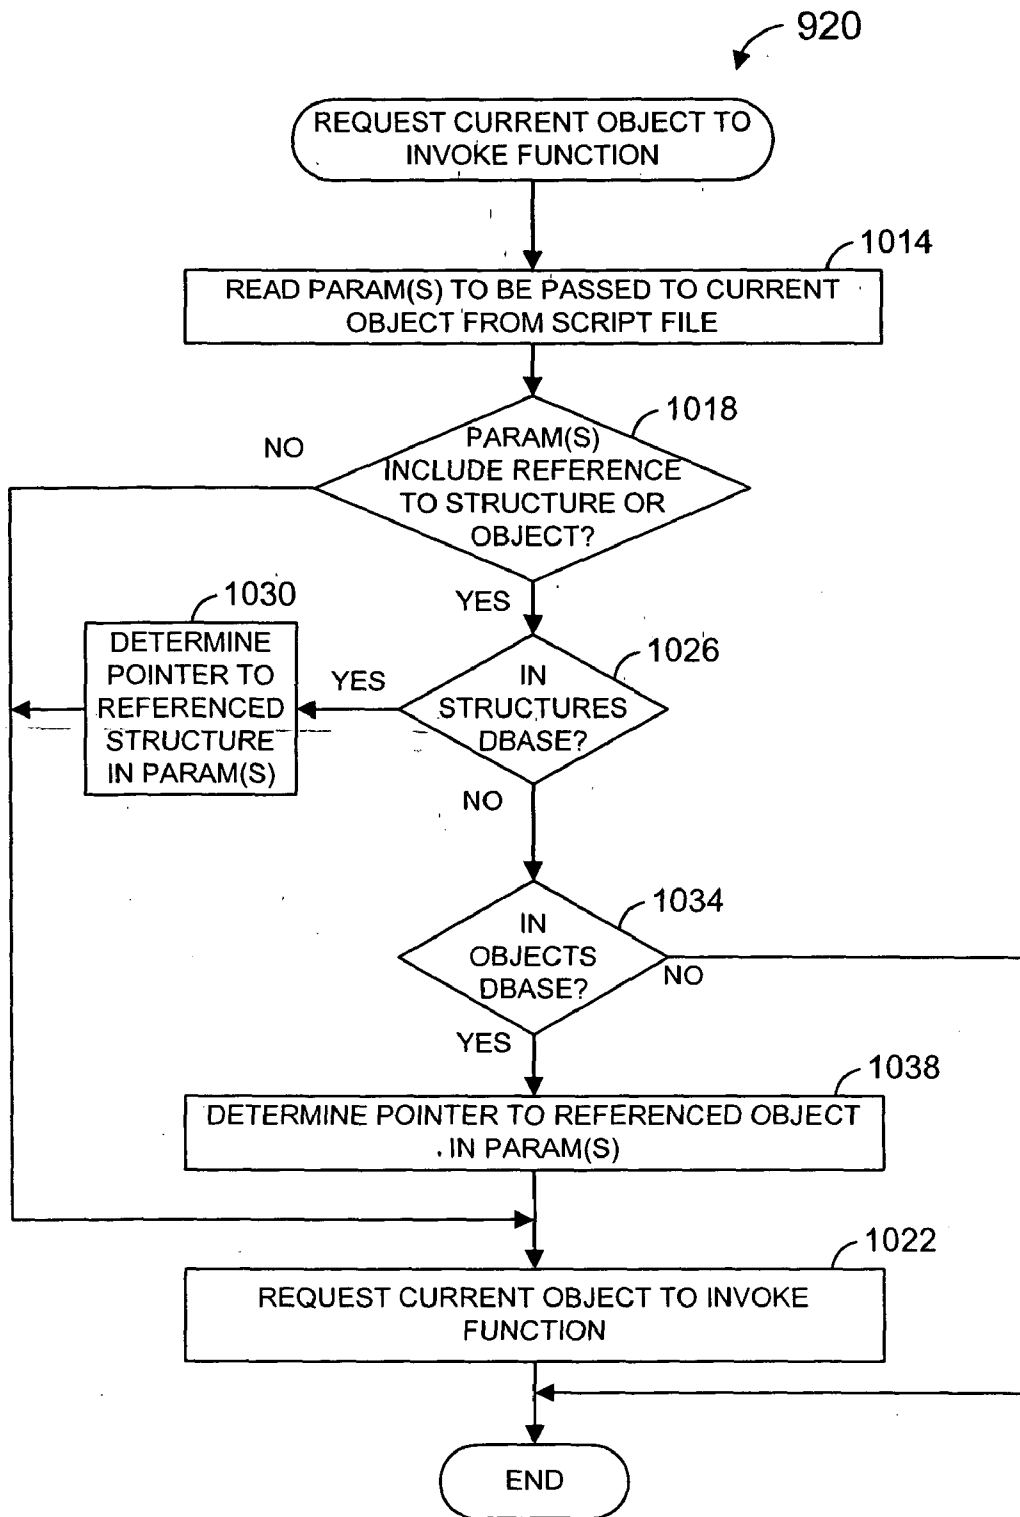 920
REQUEST CURRENT OBJECT TO
INVOKE FUNCTION
1014
READ PARAM(S) TO BE PASSED TO CURRENT
OBJECT FROM SCRIPT FILE
1018
NO
PARAM(S)
INCLUDE REFERENCE
TO STRUCTURE OR
OBJECT?
YES
1030
DETERMINE
POINTER TO
REFERENCED
STRUCTURE
IN PARAM(S)
YES
1026
IN
STRUCTURES
DBASE?
NO
1034
IN
OBJECTS
DBASE?
NO
YES
1038
DETERMINE POINTER TO REFERENCED OBJECT
IN PARAM(S)
1022
REQUEST CURRENT OBJECT TO INVOKE
FUNCTION
END